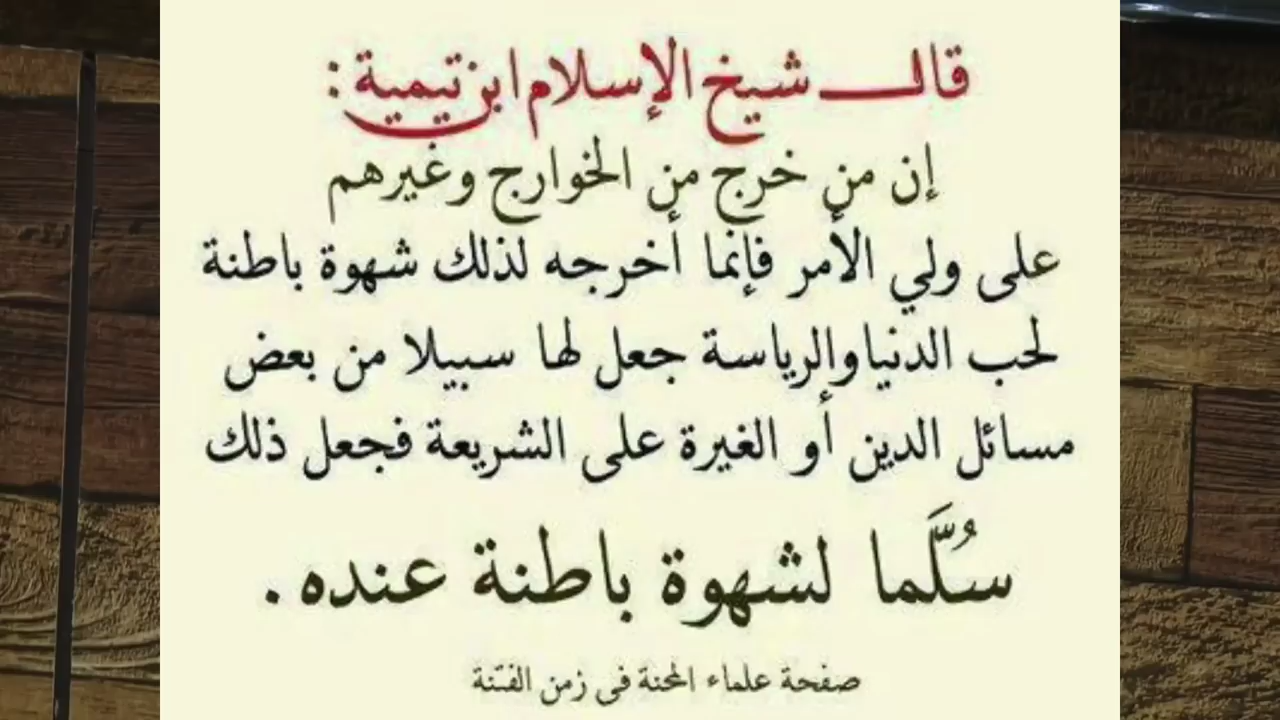 قال شيخ الإسلام ابن تيمية :
إن من خرج من الخوارج وغيرهم
على ولي الأمر فإنما أخرجه لذلك شهوة باطنة
لحب الدنيا والرياسة جعل لها سبيلا من بعض
مسائل الدين أو الغيرة على الشريعة فجعل ذلك
سُلَّما لشهوة باطنة عنده .
صفحة علماء المحنة في زمن الفتنة